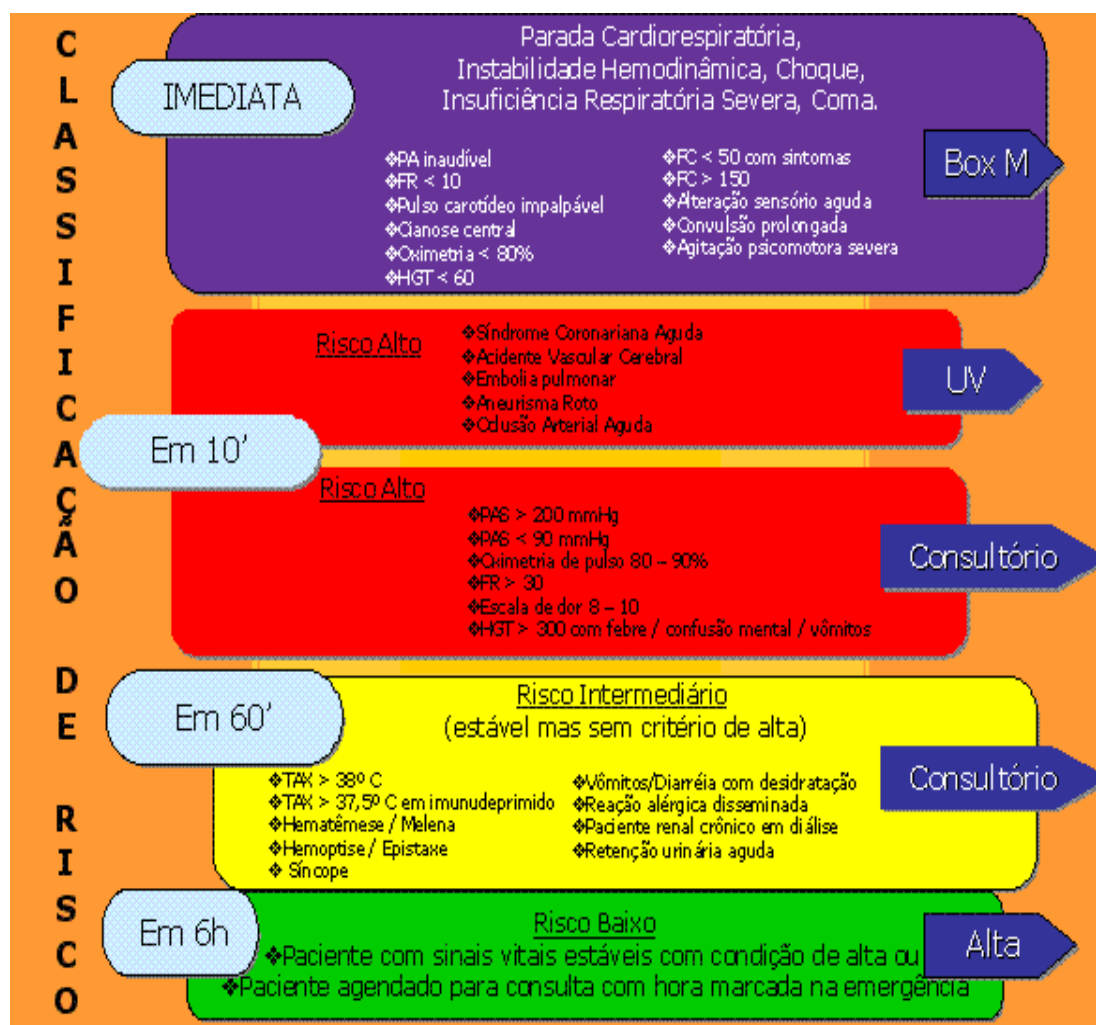 CLASSIFICAÇÃO DE RISCO
IMEDIATA
Parada Cardiorespiratória,
Instabilidade Hemodinâmica, Choque,
Insuficiência Respiratória Severa, Coma.
❖PA inaudível
❖FR < 10
❖Pulso carotídeo impalpável
❖Cianose central
❖Oximetria < 80%
❖HGT < 60
❖FC < 50 com sintomas
❖FC > 150
❖Alteração sensório aguda
❖Convulsão prolongada
❖Agitação psicomotora severa
Box M
Em 10’
Risco Alto
❖Síndrome Coronariana Aguda
❖Acidente Vascular Cerebral
❖Embolia pulmonar
❖Aneurisma Roto
❖Oclusão Arterial Aguda
UV
Risco Alto
❖PAS > 200 mmHg
❖PAS < 90 mmHg
❖Oximetria de pulso 80 – 90%
❖FR > 30
❖Escala de dor 8 – 10
❖HGT > 300 com febre / confusão mental / vômitos
Consultório
Em 60’
Risco Intermediário
(estável mas sem critério de alta)
❖TAX > 38º C
❖TAX > 37,5º C em imunudeprimido
❖Hematêmese / Melena
❖Hemoptise / Epistaxe
❖ Síncope
❖Vômitos/Diarréia com desidratação
❖Reação alérgica disseminada
❖Paciente renal crônico em diálise
❖Retenção urinária aguda
Consultório
Em 6h
Risco Baixo
❖Paciente com sinais vitais estáveis com condição de alta ou
❖Paciente agendado para consulta com hora marcada na emergência
Alta